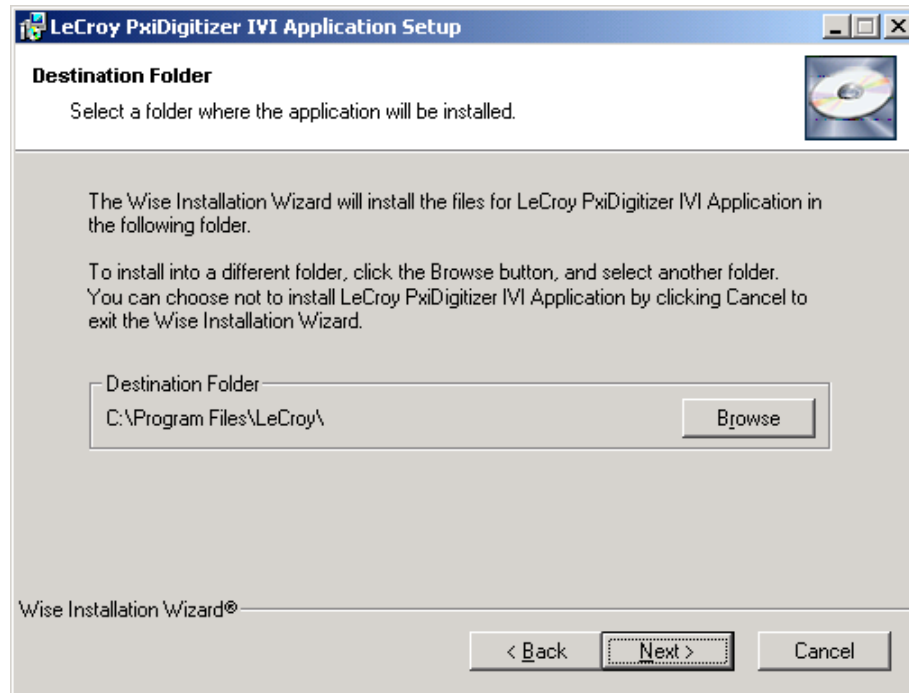 LeCroy PxiDigitizer IVI Application Setup
Destination Folder
Select a folder where the application will be installed.
The Wise Installation Wizard will install the files for LeCroy PxiDigitizer IVI Application in
the following folder.
To install into a different folder, click the Browse button, and select another folder.
You can choose not to install LeCroy PxiDigitizer IVI Application by clicking Cancel to
exit the Wise Installation Wizard.
Destination Folder
C:\Program Files\LeCroy\
Browse
Wise Installation Wizard®
< Back
Next >
Cancel